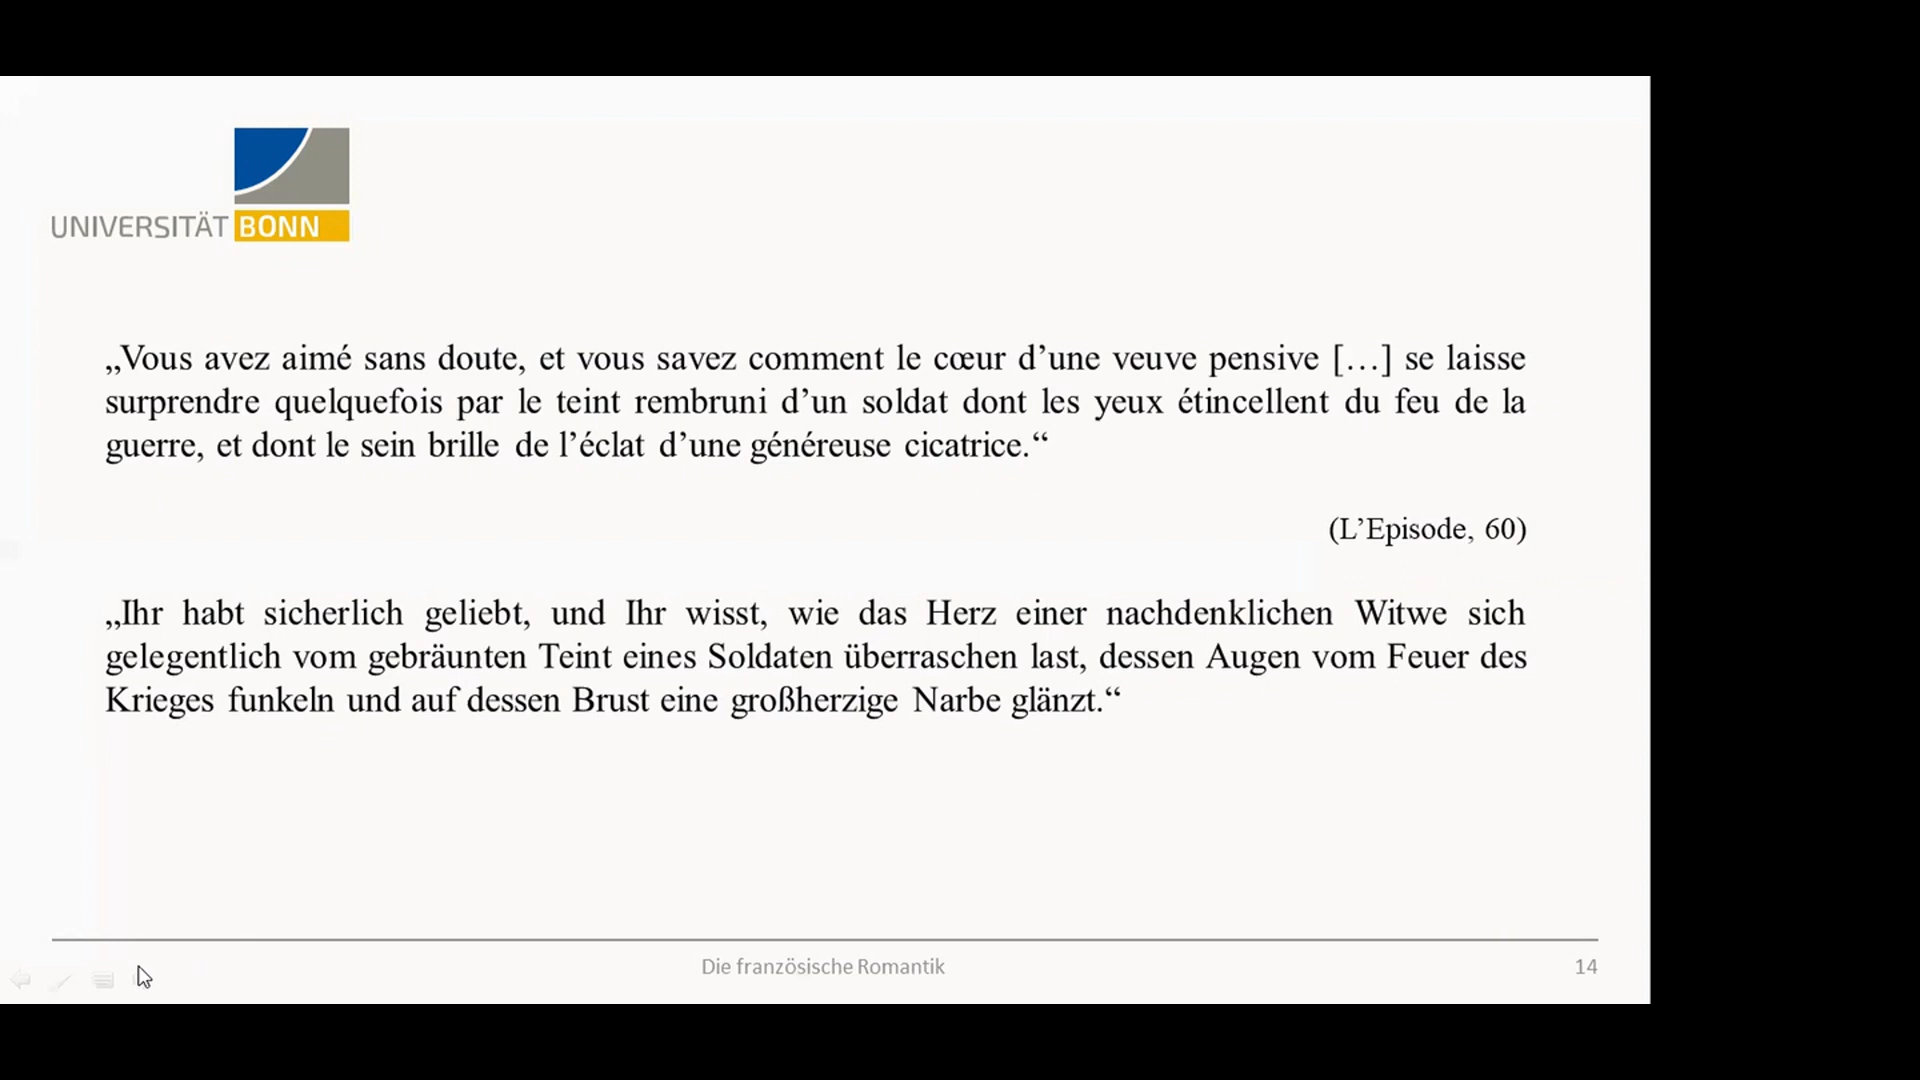 UNIVERSITÄT BONN
„Vous avez aimé sans doute, et vous savez comment le cœur d’une veuve pensive […] se laisse
surprendre quelquefois par le teint rembruni d’un soldat dont les yeux étincellent du feu de la
guerre, et dont le sein brille de l’éclat d’une généreuse cicatrice.“
(L’Episode, 60)
„Ihr habt sicherlich geliebt, und Ihr wisst, wie das Herz einer nachdenklichen Witwe sich
gelegentlich vom gebräunten Teint eines Soldaten überraschen last, dessen Augen vom Feuer des
Krieges funkeln und auf dessen Brust eine großherzige Narbe glänzt.“
Die französische Romantik
14